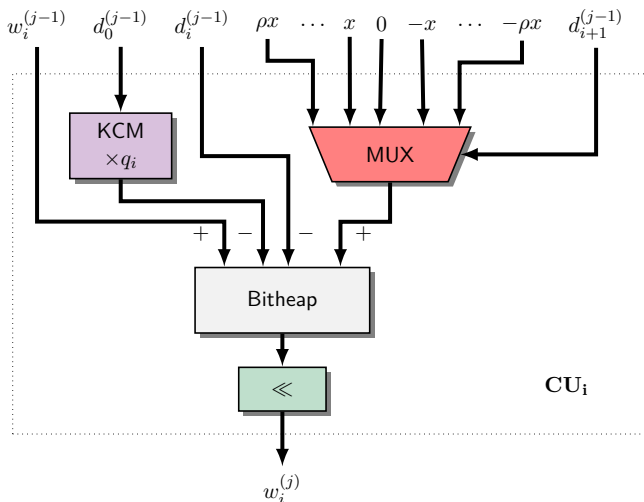 w_i^{(j-1)} d_0^{(j-1)} d_i^{(j-1)} ρx ⋯ x 0 −x ⋯ −ρx d_{i+1}^{(j-1)}
KCM
×q_i
MUX
+ − − +
Bitheap
≪
CU_i
w_i^{(j)}